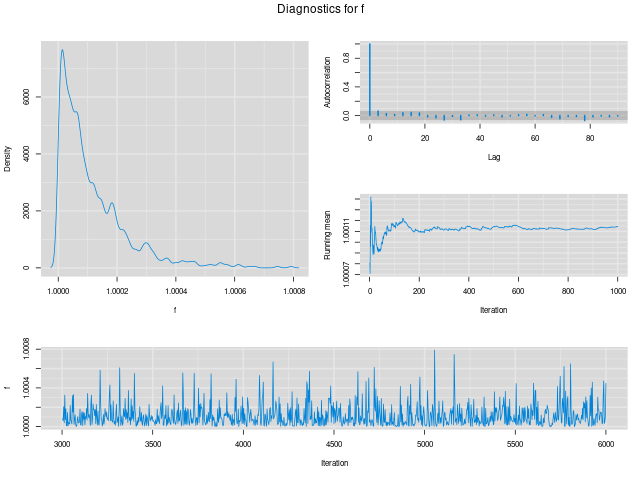 Diagnostics for f
Density
0 2000 4000 6000
1.0000 1.0002 1.0004 1.0006 1.0008
f
Autocorrelation
0.0 0.4 0.8
0 20 40 60 80
Lag
Running mean
1.00007 1.00011
0 200 400 600 800 1000
Iteration
f
1.0000 1.0004 1.0008
3000 3500 4000 4500 5000 5500 6000
Iteration